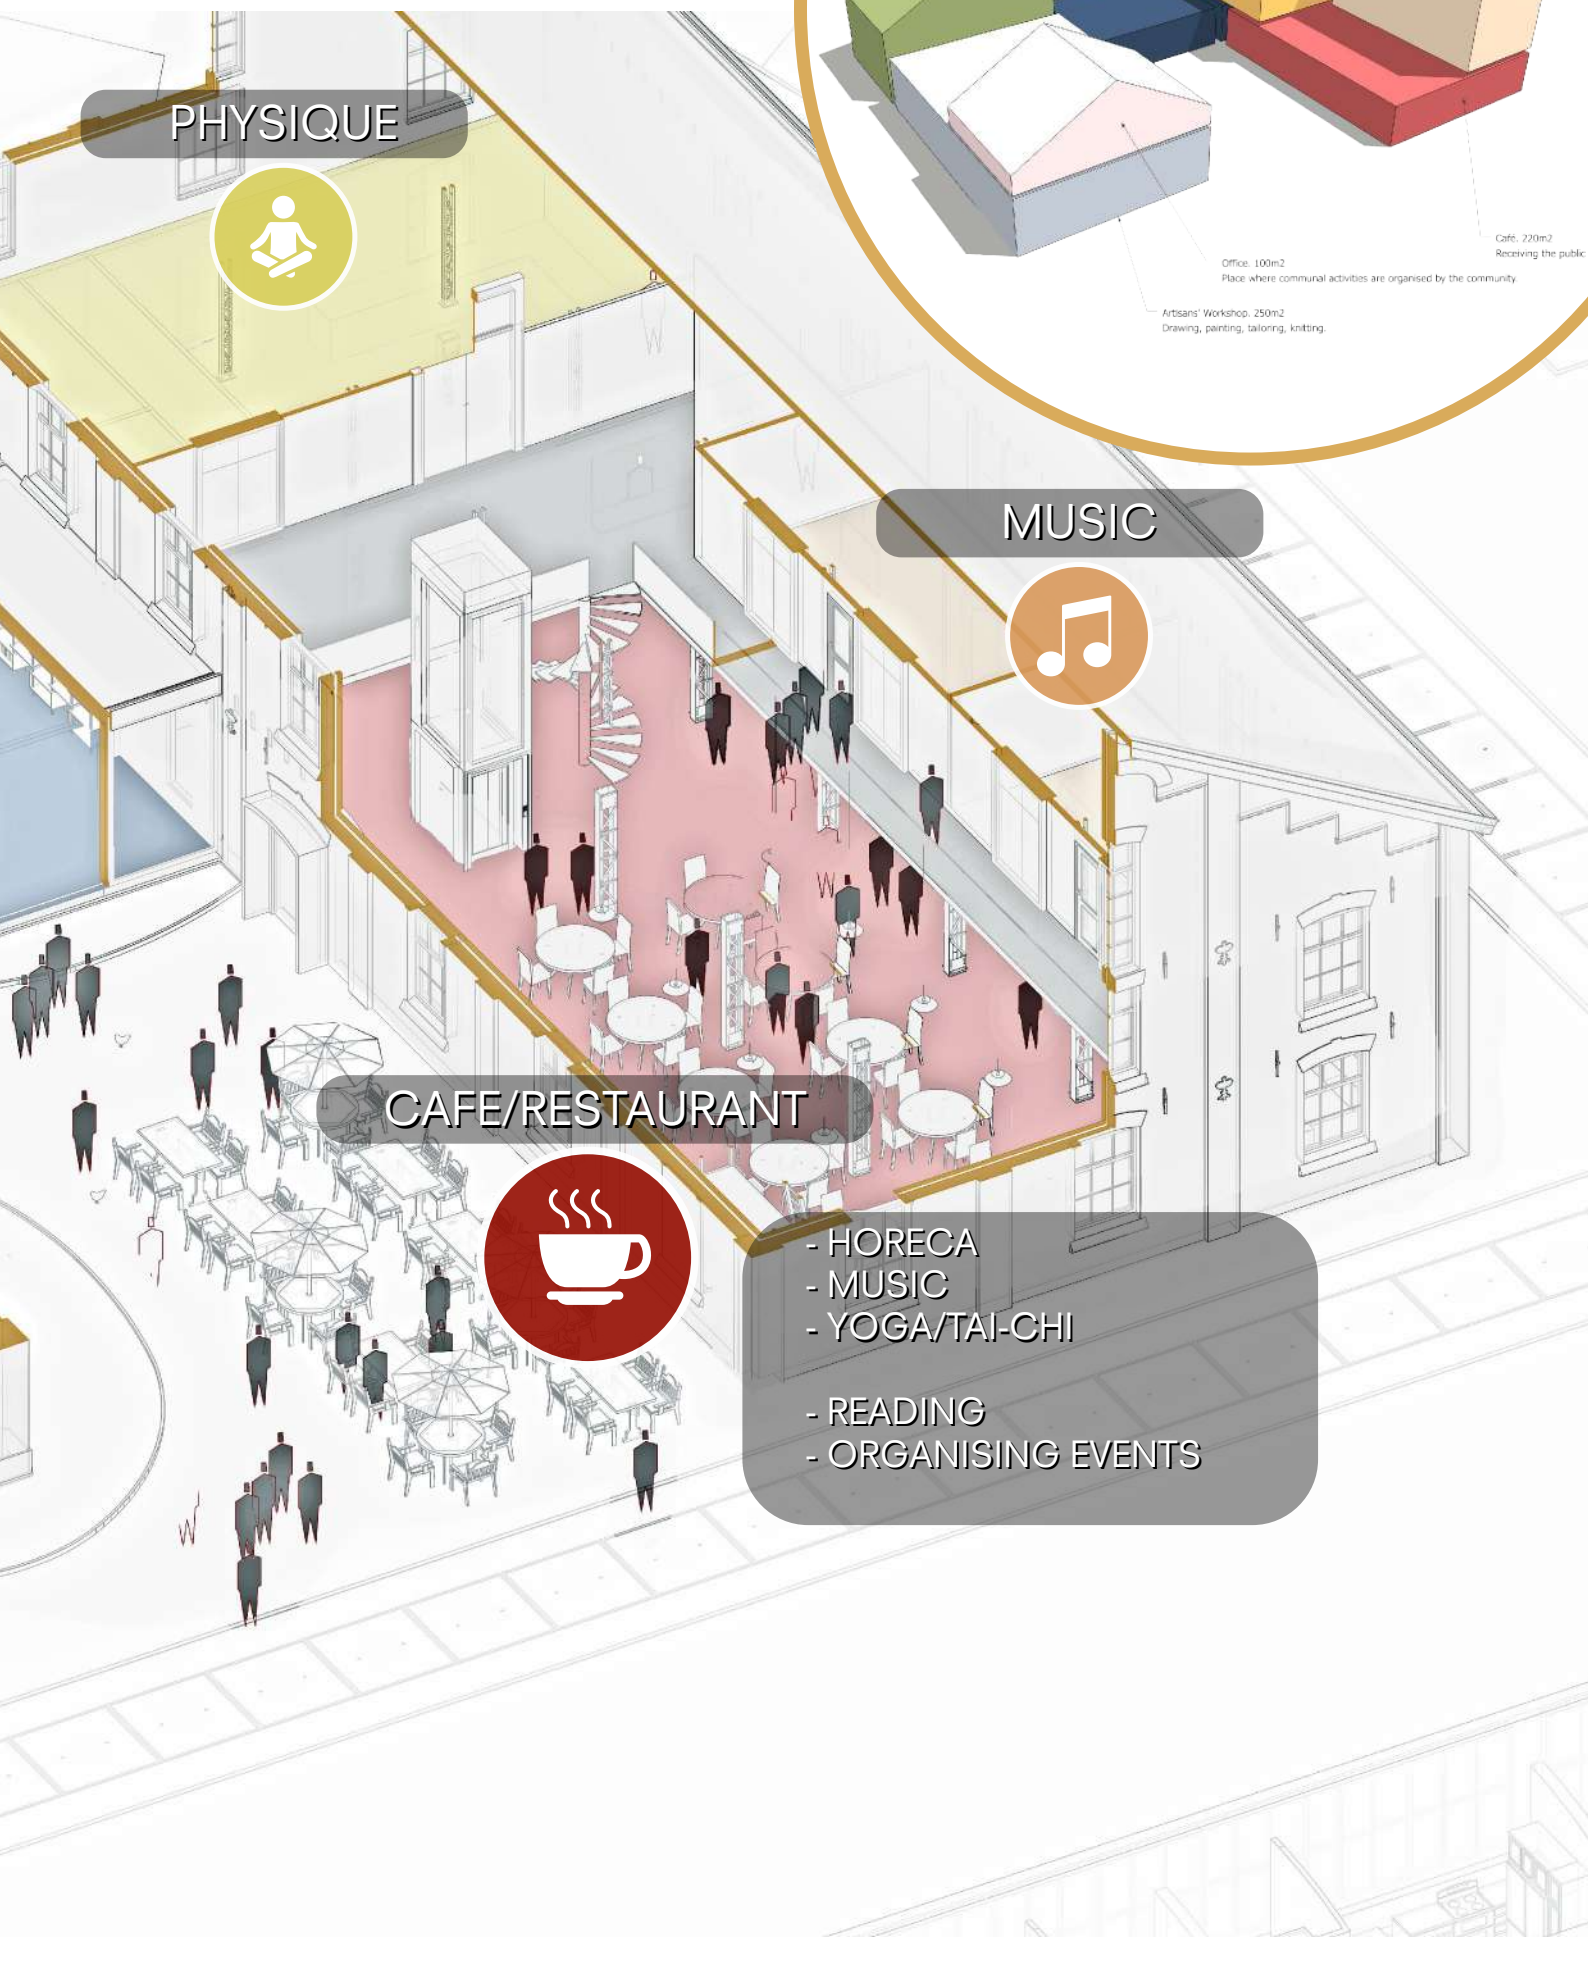 PHYSIQUE
Café. 220m2
Receiving the public
Office. 100m2
Place where communal activities are organised by the community.
Artisans' Workshop. 250m2
Drawing, painting, tailoring, knitting.
MUSIC
CAFE/RESTAURANT
- HORECA
- MUSIC
- YOGA/TAI-CHI
- READING
- ORGANISING EVENTS